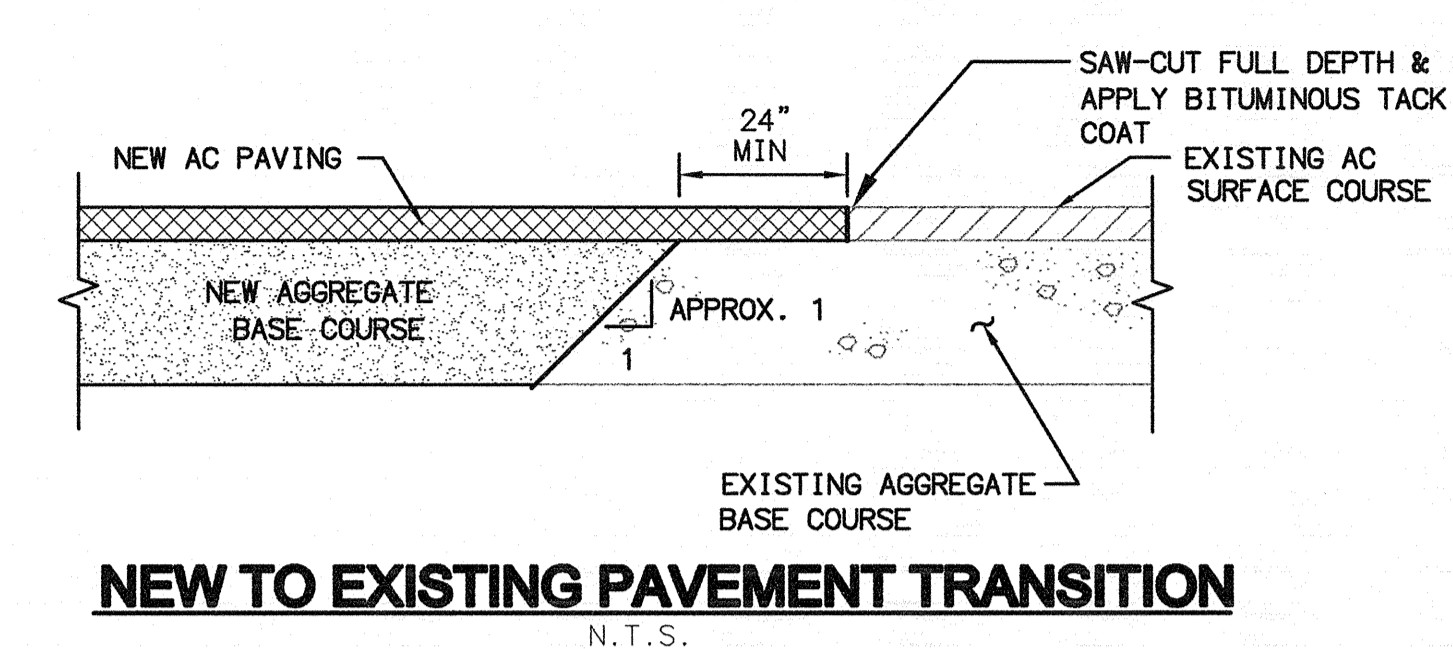 SAW-CUT FULL DEPTH &
APPLY BITUMINOUS TACK
COAT
24"
MIN
NEW AC PAVING
EXISTING AC
SURFACE COURSE
NEW AGGREGATE
BASE COURSE
APPROX. 1
1
EXISTING AGGREGATE
BASE COURSE
NEW TO EXISTING PAVEMENT TRANSITION
N.T.S.